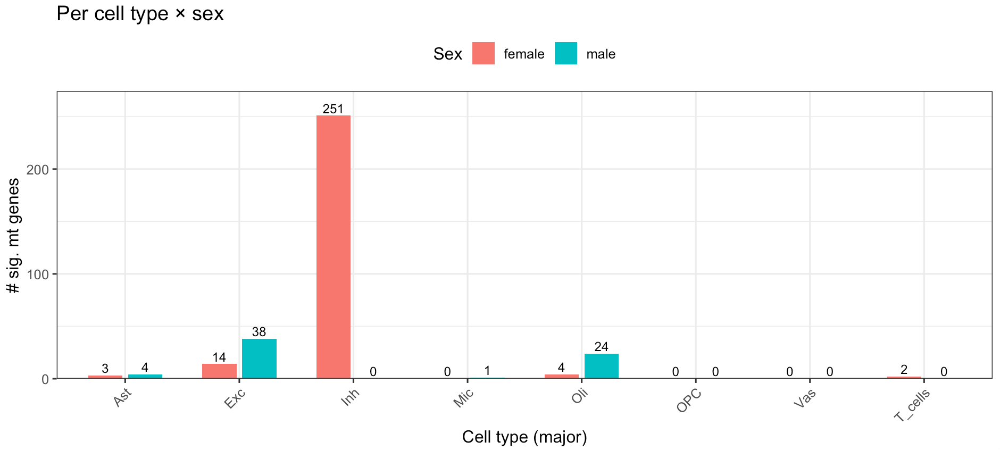 Per cell type × sex
Sex female male
# sig. mt genes
200
100
0
3 4 14 38 251 0 0 1 4 24 0 0 0 0 2 0
Ast Exc Inh Mic Oli OPC Vas T_cells
Cell type (major)